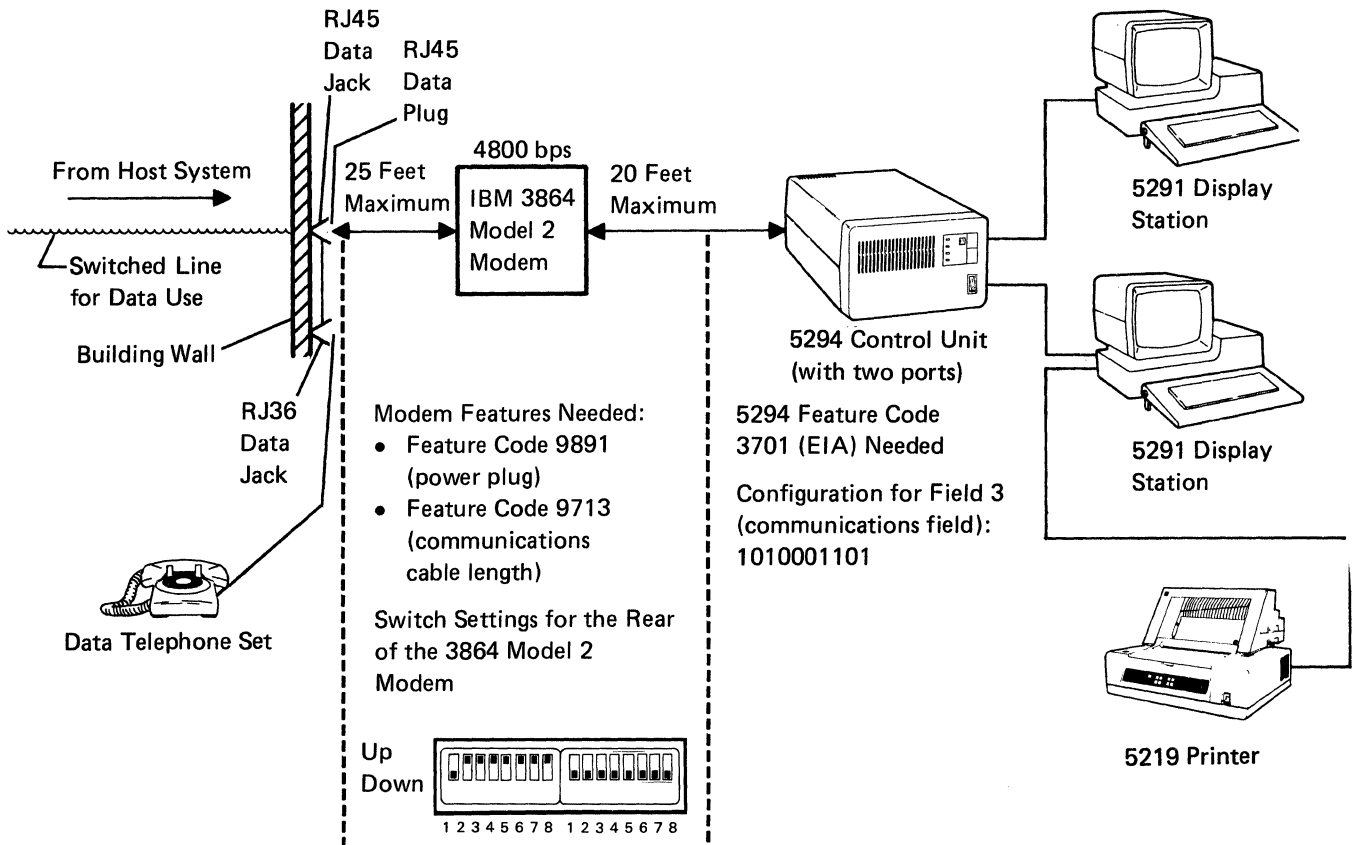 RJ45
Data
Jack
RJ45
Data
Plug
From Host System
25 Feet
Maximum
4800 bps
IBM 3864
Model 2
Modem
20 Feet
Maximum
5291 Display
Station
Switched Line
for Data Use
Building Wall
RJ36
Data
Jack
5294 Control Unit
(with two ports)
5294 Feature Code
3701 (EIA) Needed
Configuration for Field 3
(communications field):
1010001101
5291 Display
Station
Modem Features Needed:
● Feature Code 9891
(power plug)
● Feature Code 9713
(communications
cable length)
Data Telephone Set
Switch Settings for the Rear
of the 3864 Model 2
Modem
Up
Down
1 2 3 4 5 6 7 8 1 2 3 4 5 6 7 8
5219 Printer